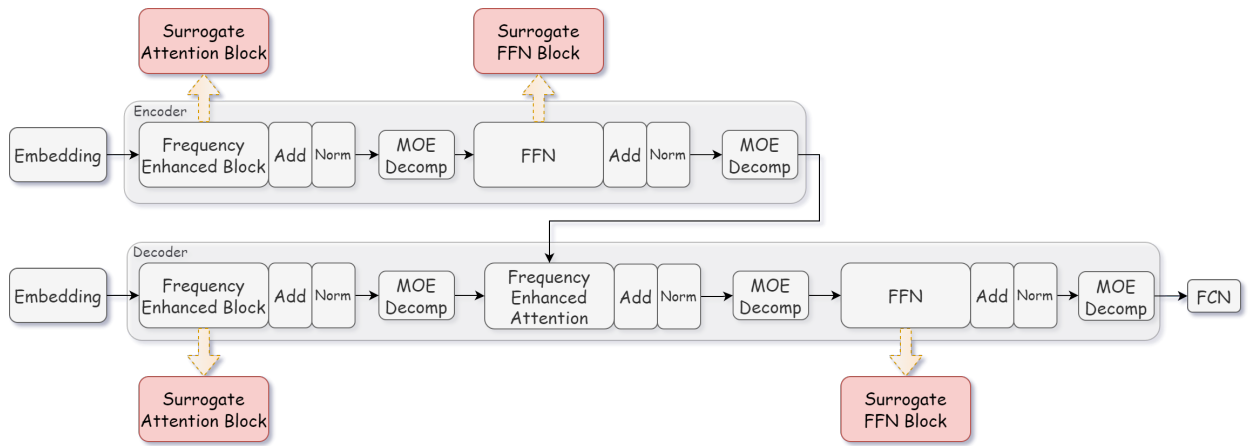 Surrogate
Attention Block
Surrogate
FFN Block
Encoder
Embedding
Frequency
Enhanced Block
Add
Norm
MOE
Decomp
FFN
Add
Norm
MOE
Decomp
Decoder
Embedding
Frequency
Enhanced Block
Add
Norm
MOE
Decomp
Frequency
Enhanced
Attention
Add
Norm
MOE
Decomp
FFN
Add
Norm
MOE
Decomp
FCN
Surrogate
Attention Block
Surrogate
FFN Block